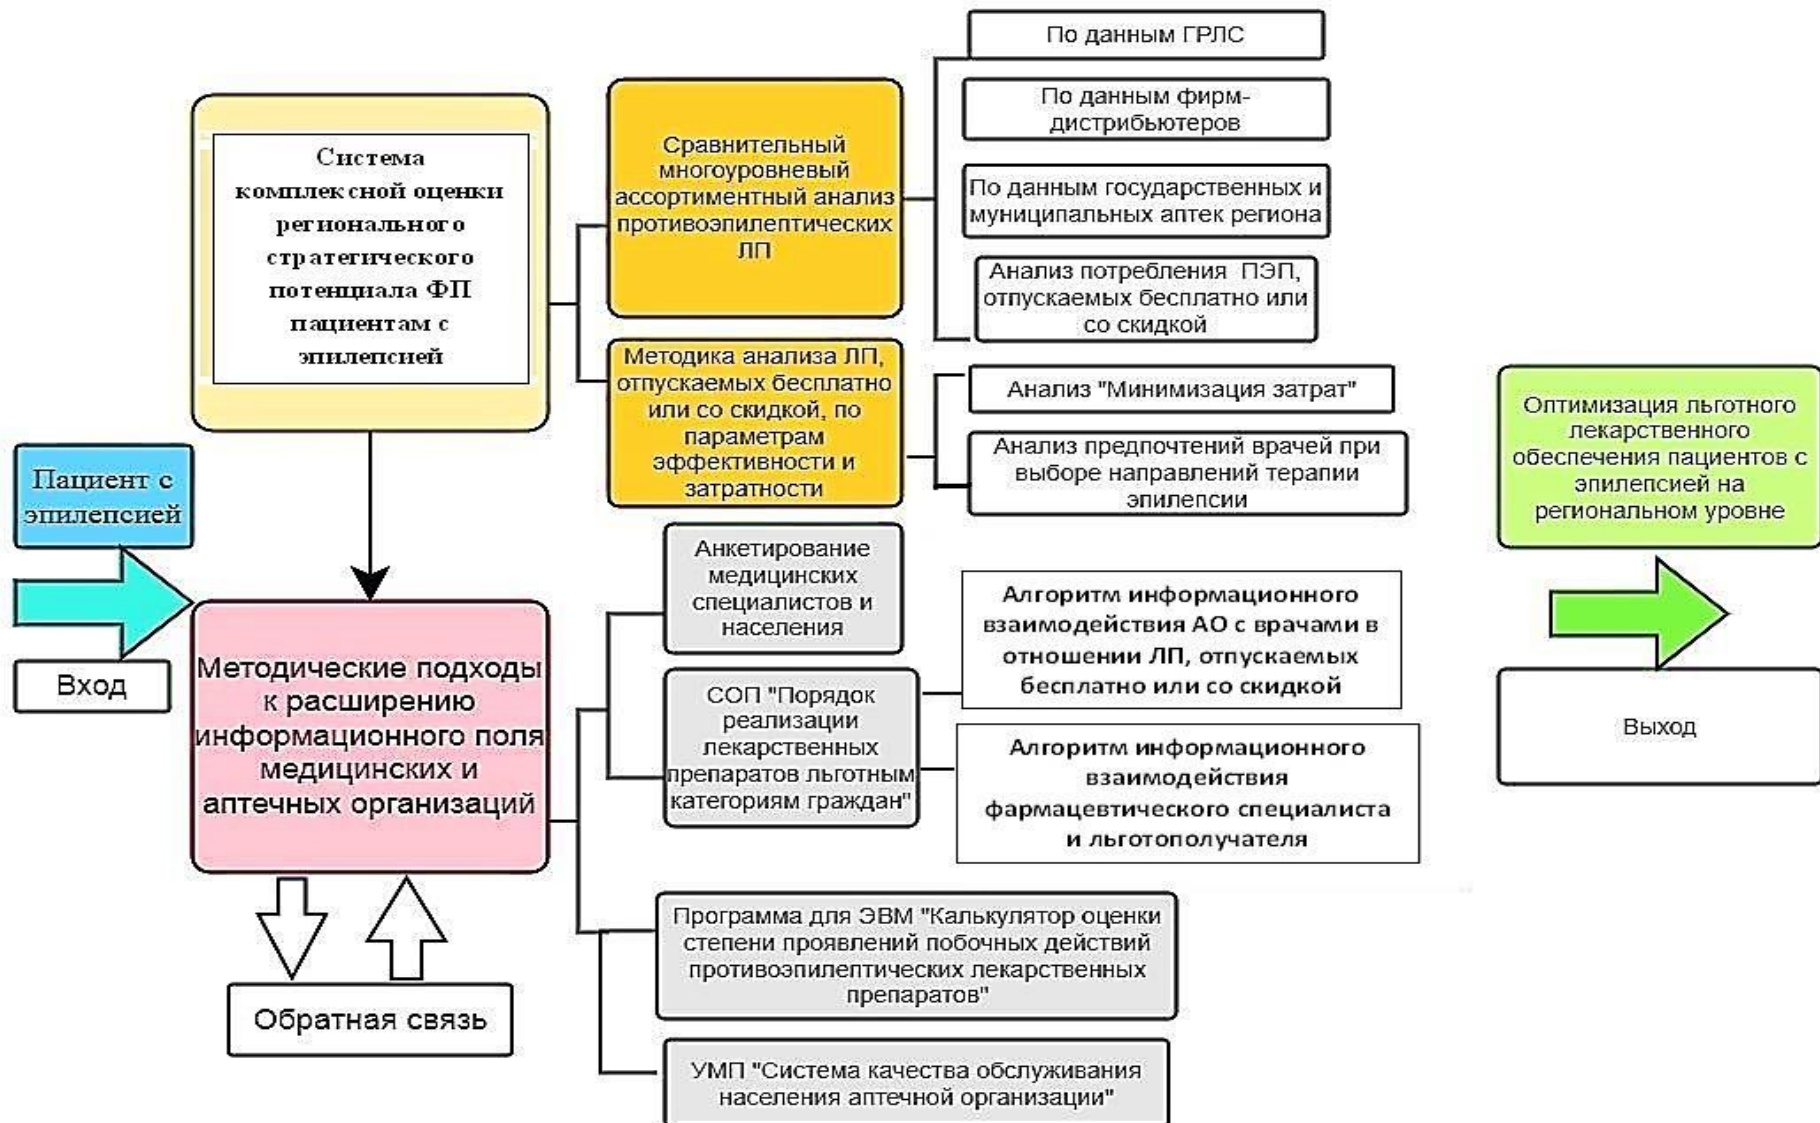 По данным ГРЛС
По данным фирм-
дистрибьютеров
По данным государственных и
муниципальных аптек региона
Анализ потребления ПЭП,
отпускаемых бесплатно или
со скидкой
Сравнительный
многоуровневый
ассортиментный анализ
противоэпилептических
ЛП
Система
комплексной оценки
регионального
стратегического
потенциала ФП
пациентам с
эпилепсией
Методика анализа ЛП,
отпускаемых бесплатно
или со скидкой, по
параметрам
эффективности и
затратности
Анализ "Минимизация затрат"
Анализ предпочтений врачей при
выборе направлений терапии
эпилепсии
Оптимизация льготного
лекарственного
обеспечения пациентов с
эпилепсией на
региональном уровне
Пациент с
эпилепсией
Вход
Методические подходы
к расширению
информационного поля
медицинских и
аптечных организаций
Анкетирование
медицинских
специалистов и
населения
СОП "Порядок
реализации
лекарственных
препаратов льготным
категориям граждан"
Алгоритм информационного
взаимодействия АО с врачами в
отношении ЛП, отпускаемых
бесплатно или со скидкой
Алгоритм информационного
взаимодействия
фармацевтического специалиста
и льготополучателя
Выход
Программа для ЭВМ "Калькулятор оценки
степени проявлений побочных действий
противоэпилептических лекарственных
препаратов"
Обратная связь
УМП "Система качества обслуживания
населения аптечной организации"